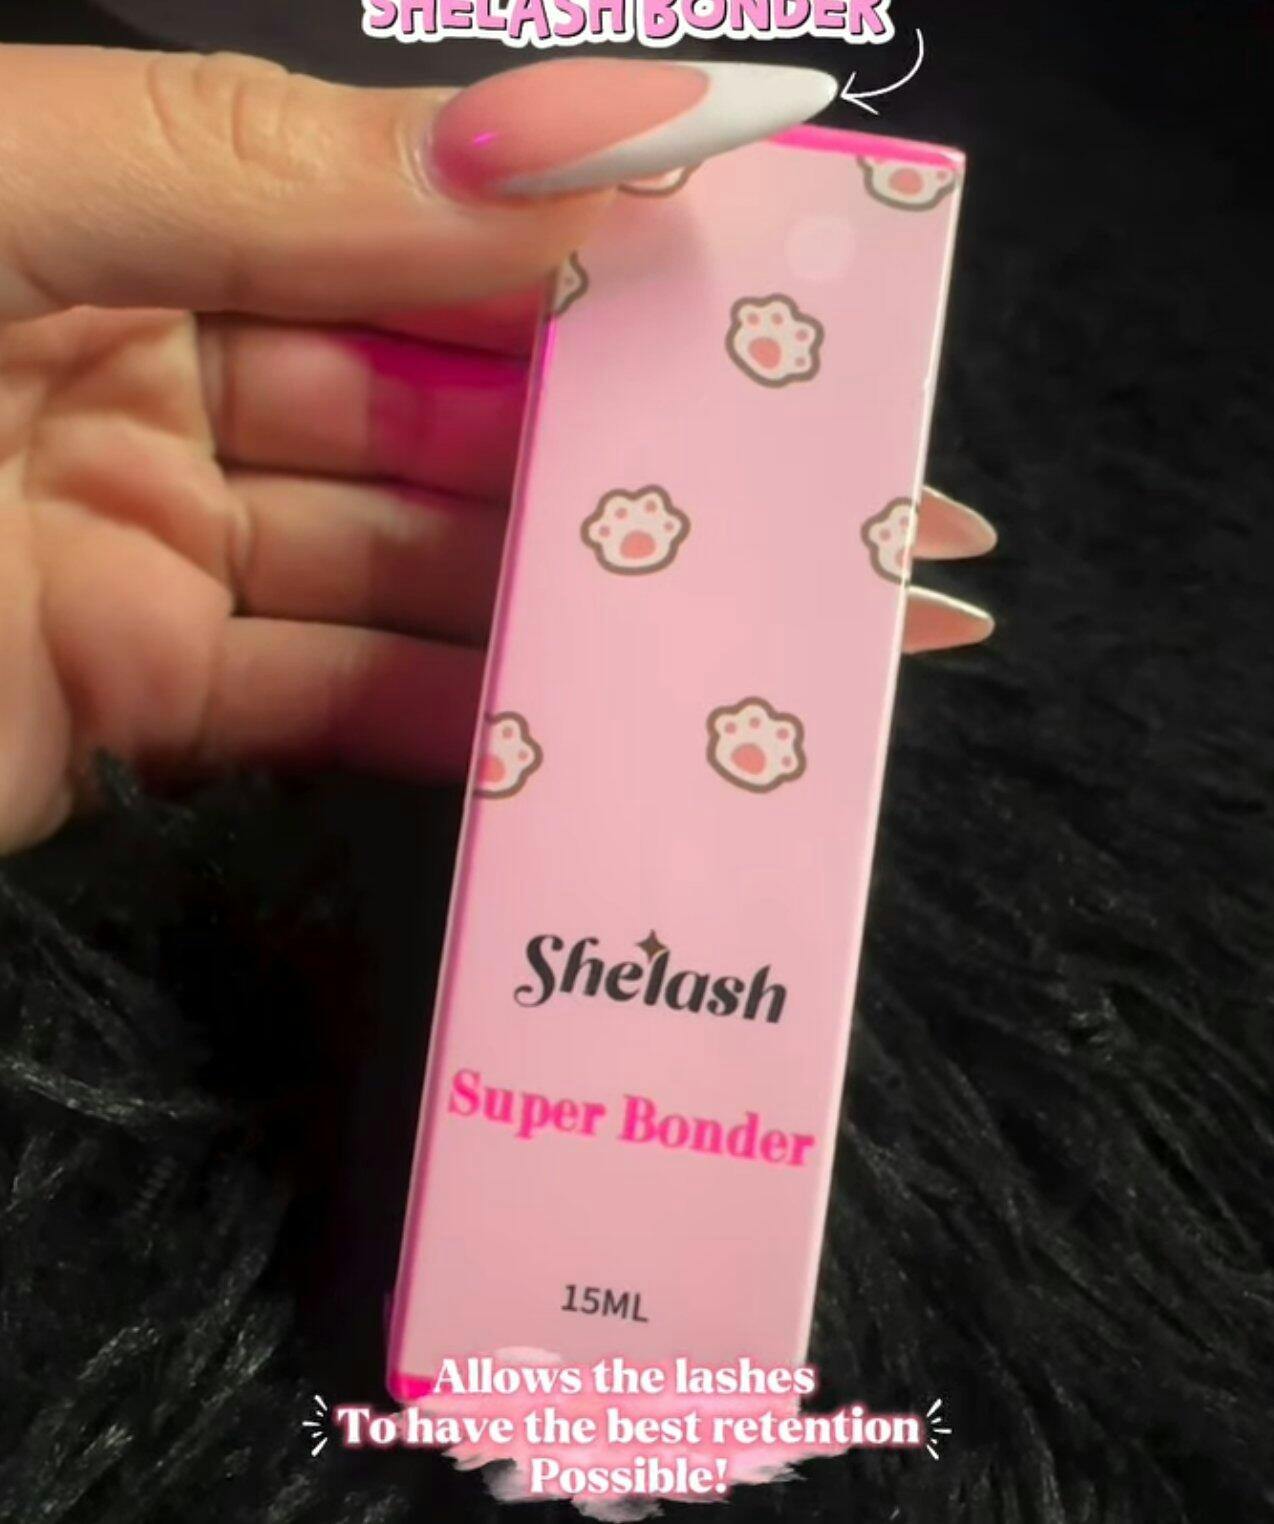 SHELASH BONDER
Shelash
Super Bonder
15ML
Allows the lashes
To have the best retention
Possible!